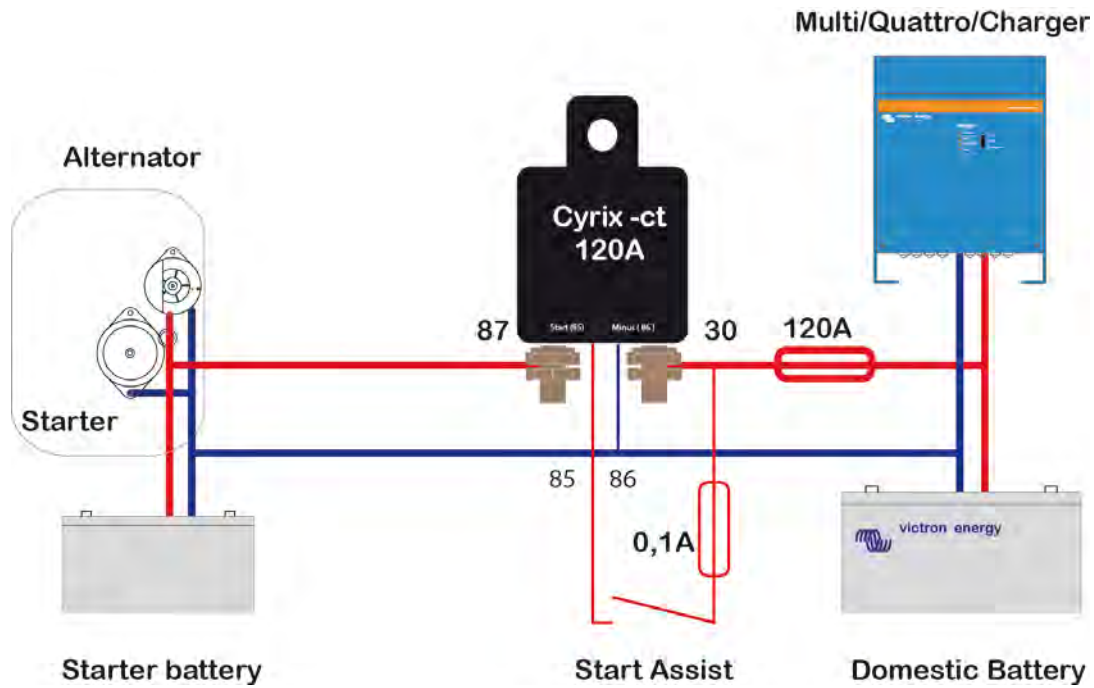 Multi/Quattro/Charger
Alternator
Cyrix -ct
120A
Start (85)
Minus ( 86 )
87
30
120A
Starter
85
86
victron energy
0,1A
Starter battery
Start Assist
Domestic Battery